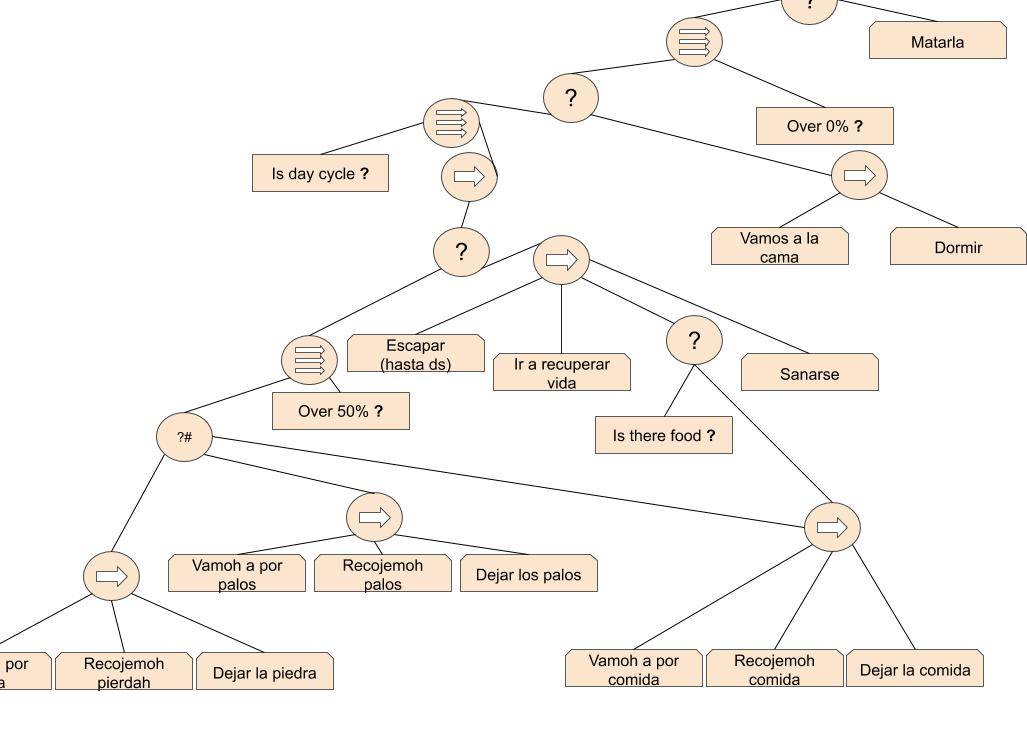 ?
Matarla
?
Over 0% ?
Is day cycle ?
Vamos a la
cama
Dormir
?
Escapar
(hasta ds)
Ir a recuperar
vida
?
Sanarse
Over 50% ?
Is there food ?
?#
Vamoh a por
palos
Recojemoh
palos
Dejar los palos
por
a
Recojemoh
pierdah
Dejar la piedra
Vamoh a por
comida
Recojemoh
comida
Dejar la comida